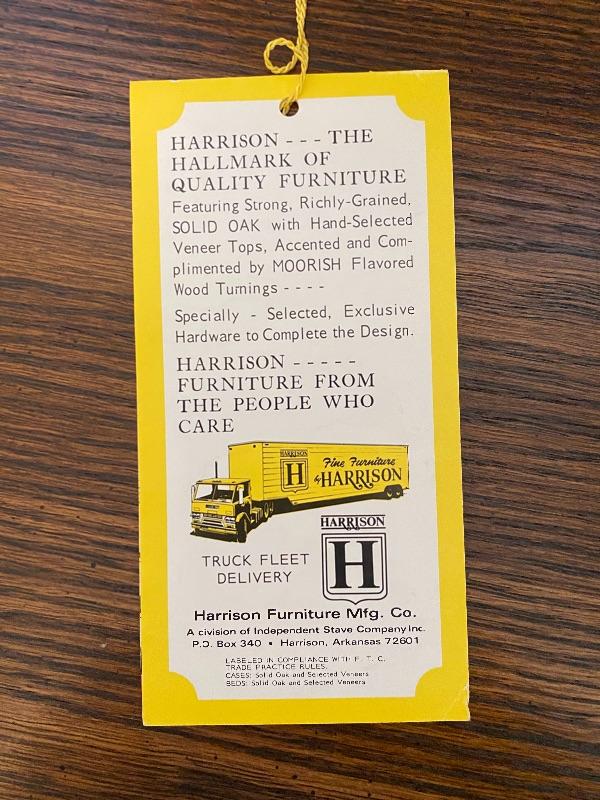 HARRISON - - - THE
HALLMARK OF
QUALITY FURNITURE
Featuring Strong, Richly-Grained,
SOLID OAK with Hand-Selected
Veneer Tops, Accented and Com-
plimented by MOORISH Flavored
Wood Turnings - - - -
Specially - Selected, Exclusive
Hardware to Complete the Design.
HARRISON - - - - -
FURNITURE FROM
THE PEOPLE WHO
CARE
HARRISON
H
Fine Furniture
by HARRISON
TRUCK FLEET
DELIVERY
HARRISON
H
Harrison Furniture Mfg. Co.
A division of Independent Stave Company Inc.
P.O. Box 340 • Harrison, Arkansas 72601
LABELED IN COMPLIANCE WITH F. T. C.
TRADE PRACTICE RULES.
CASES: Solid Oak and Selected Veneers
BEDS: Solid Oak and Selected Veneers